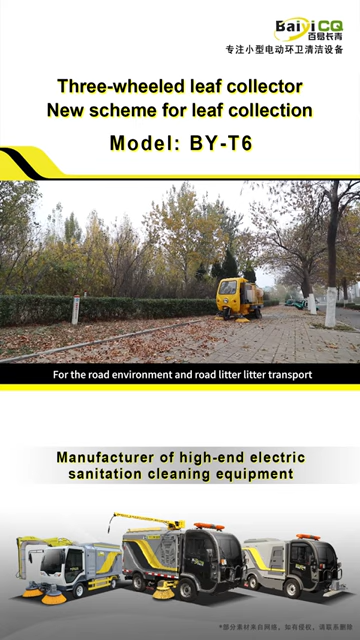 BaiyiCQ
百易长青
专注小型电动环卫清洁设备
Three-wheeled leaf collector
New scheme for leaf collection
Model: BY-T6
For the road environment and road litter litter transport
Manufacturer of high-end electric
sanitation cleaning equipment
*部分素材来自网络，如有侵权，请联系删除